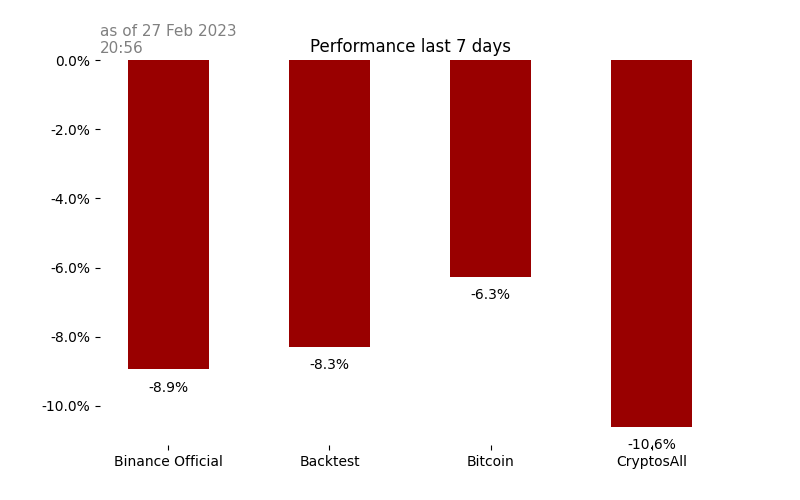 as of 27 Feb 2023
20:56
Performance last 7 days
0.0%
-2.0%
-4.0%
-6.0%
-8.0%
-10.0%
-8.9%
-8.3%
-6.3%
-10.6%
Binance Official
Backtest
Bitcoin
CryptosAll